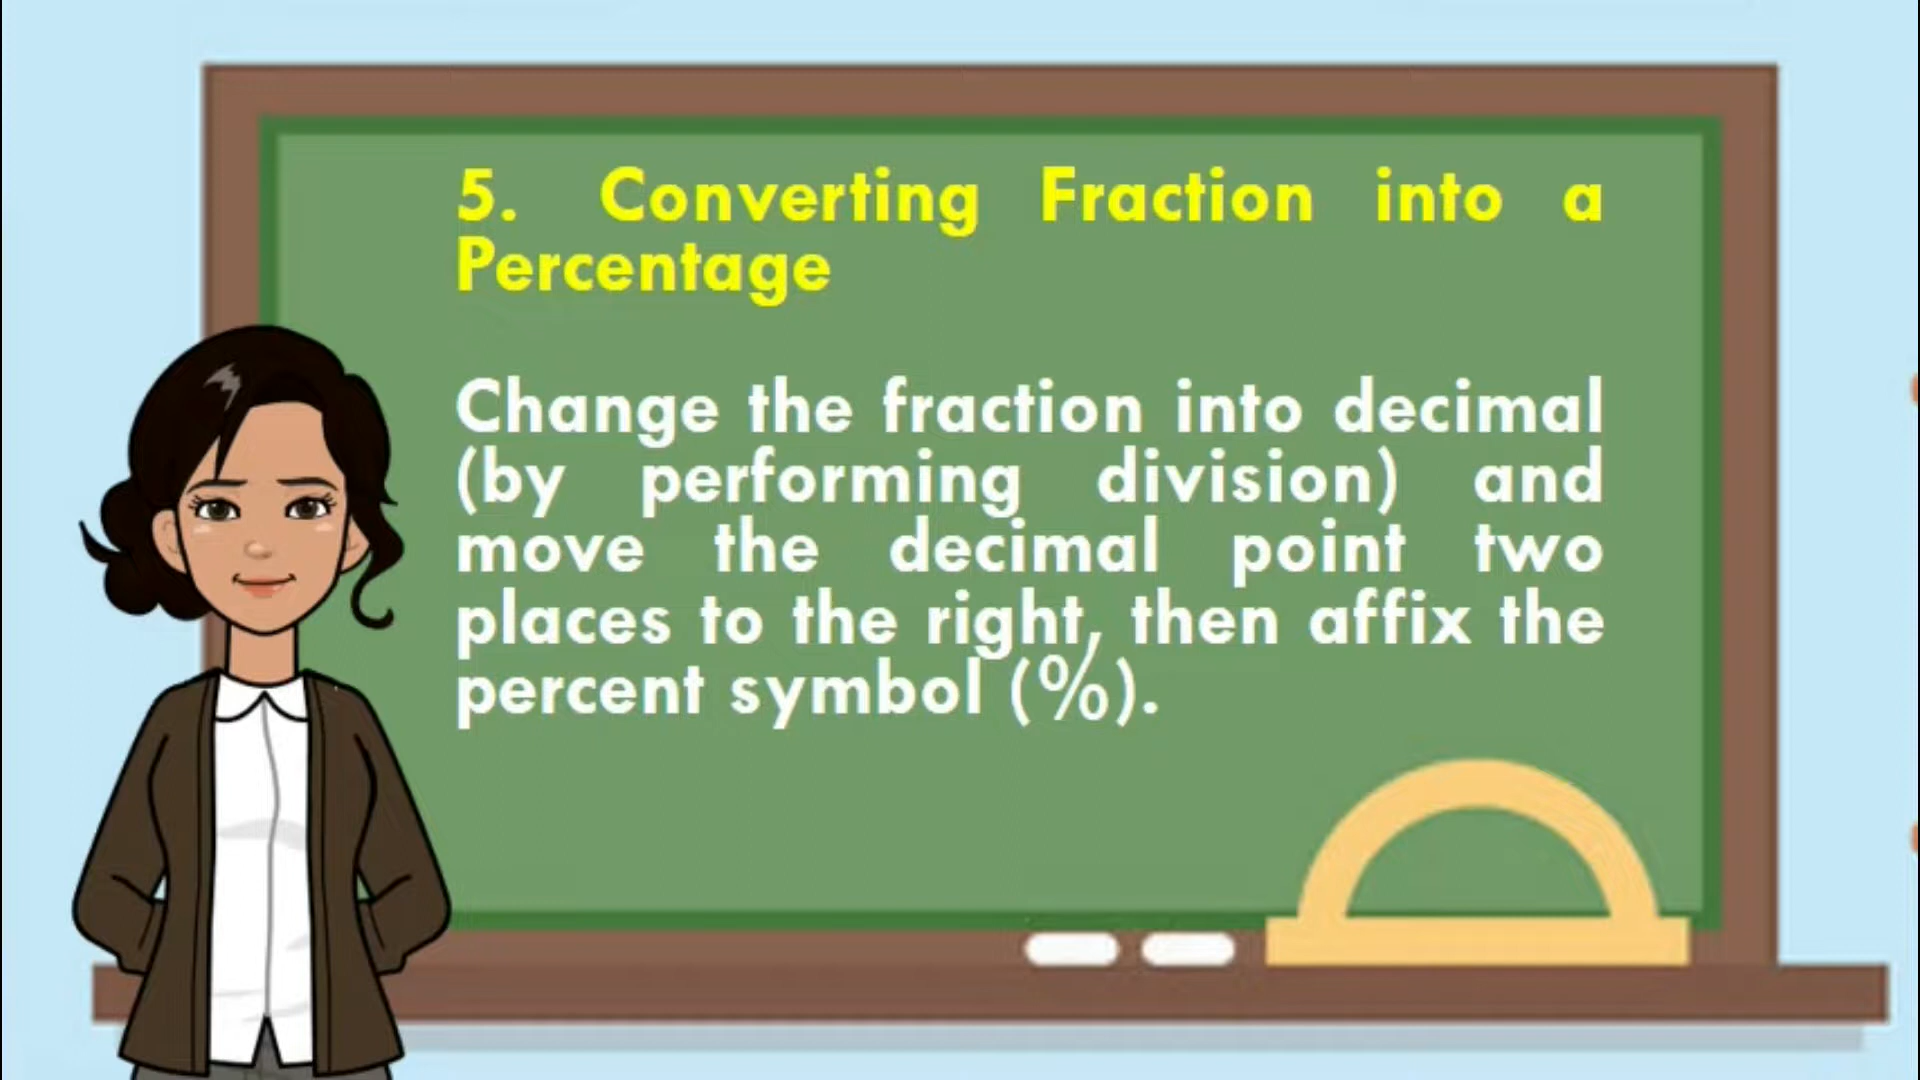 5. Converting Fraction into a
Percentage
Change the fraction into decimal
(by performing division) and
move the decimal point two
places to the right, then affix the
percent symbol (%).